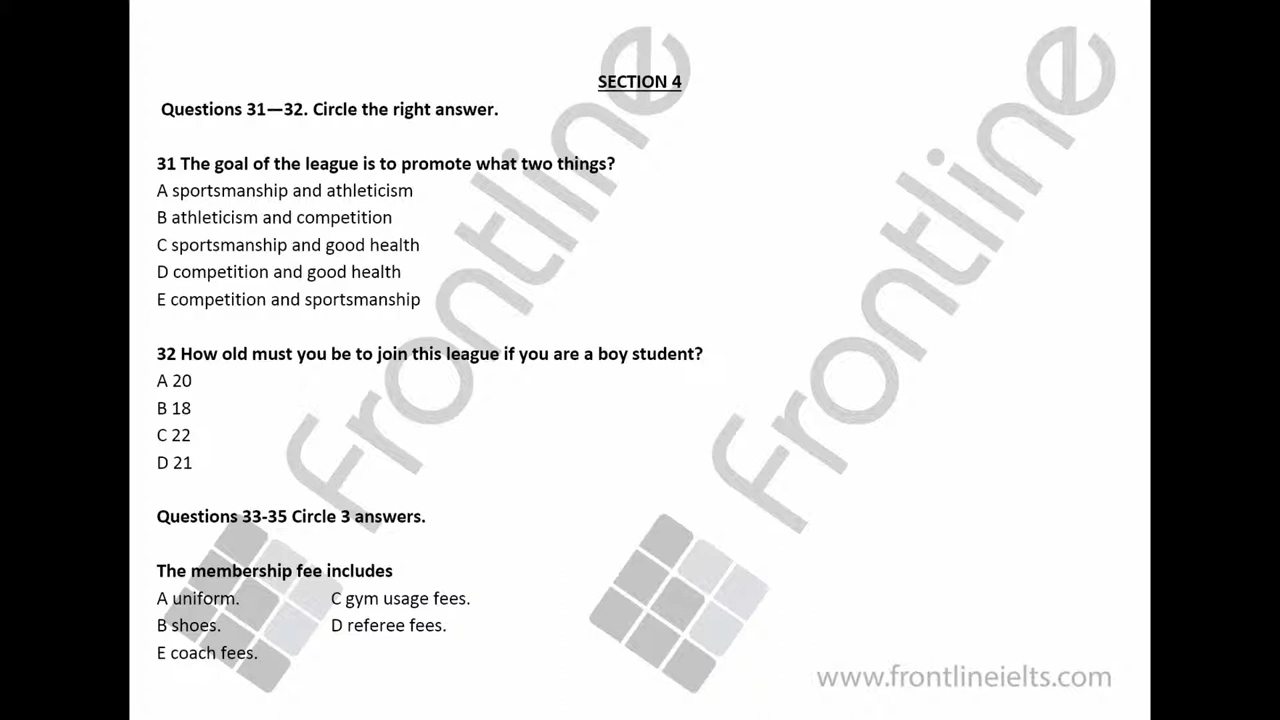 SECTION 4
Questions 31—32. Circle the right answer.
31 The goal of the league is to promote what two things?
A sportsmanship and athleticism
B athleticism and competition
C sportsmanship and good health
D competition and good health
E competition and sportsmanship
32 How old must you be to join this league if you are a boy student?
A 20
B 18
C 22
D 21
Questions 33-35 Circle 3 answers.
The membership fee includes
A uniform. C gym usage fees.
B shoes. D referee fees.
E coach fees.
frontline
frontline
www.frontlineielts.com